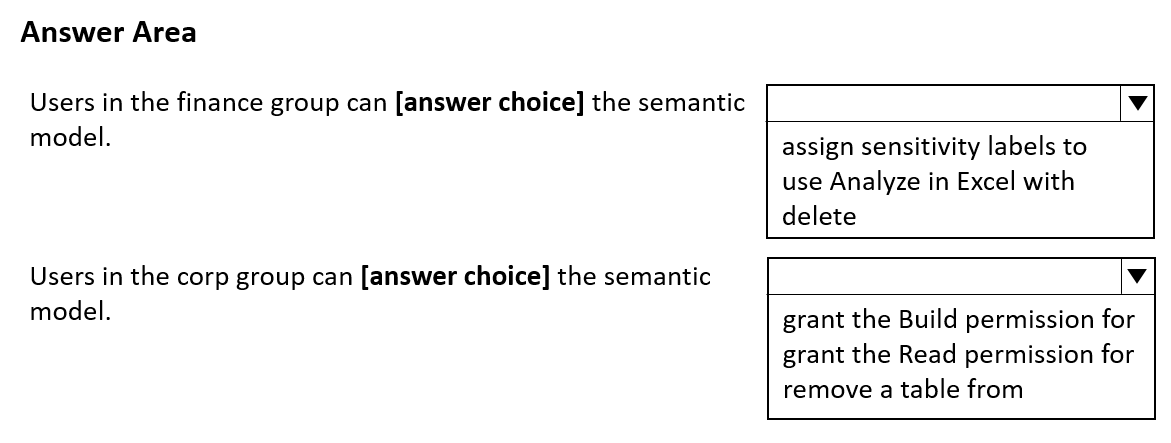 Answer Area
Users in the finance group can [answer choice] the semantic
model.
assign sensitivity labels to
use Analyze in Excel with
delete
Users in the corp group can [answer choice] the semantic
model.
grant the Build permission for
grant the Read permission for
remove a table from